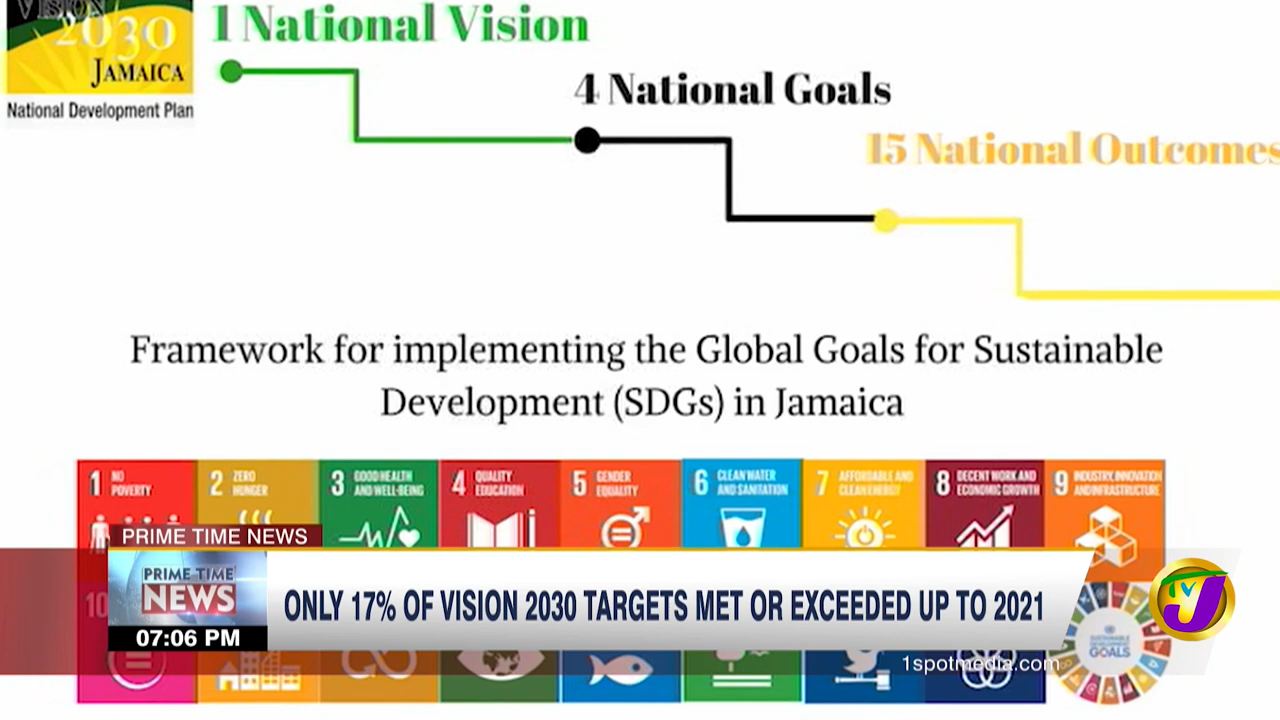 VISION
2030
JAMAICA
National Development Plan
1 National Vision
4 National Goals
15 National Outcomes
Framework for implementing the Global Goals for Sustainable
Development (SDGs) in Jamaica
1 NO
POVERTY
2 ZERO
HUNGER
3 GOOD HEALTH
AND WELL-BEING
4 QUALITY
EDUCATION
5 GENDER
EQUALITY
6 CLEAN WATER
AND SANITATION
7 AFFORDABLE AND
CLEAN ENERGY
8 DECENT WORK AND
ECONOMIC GROWTH
9 INDUSTRY, INNOVATION
AND INFRASTRUCTURE
10
PRIME TIME NEWS
PRIME TIME
NEWS
07:06 PM
ONLY 17% OF VISION 2030 TARGETS MET OR EXCEEDED UP TO 2021
1spotmedia.com
SUSTAINABLE
DEVELOPMENT
GOALS
TVJ